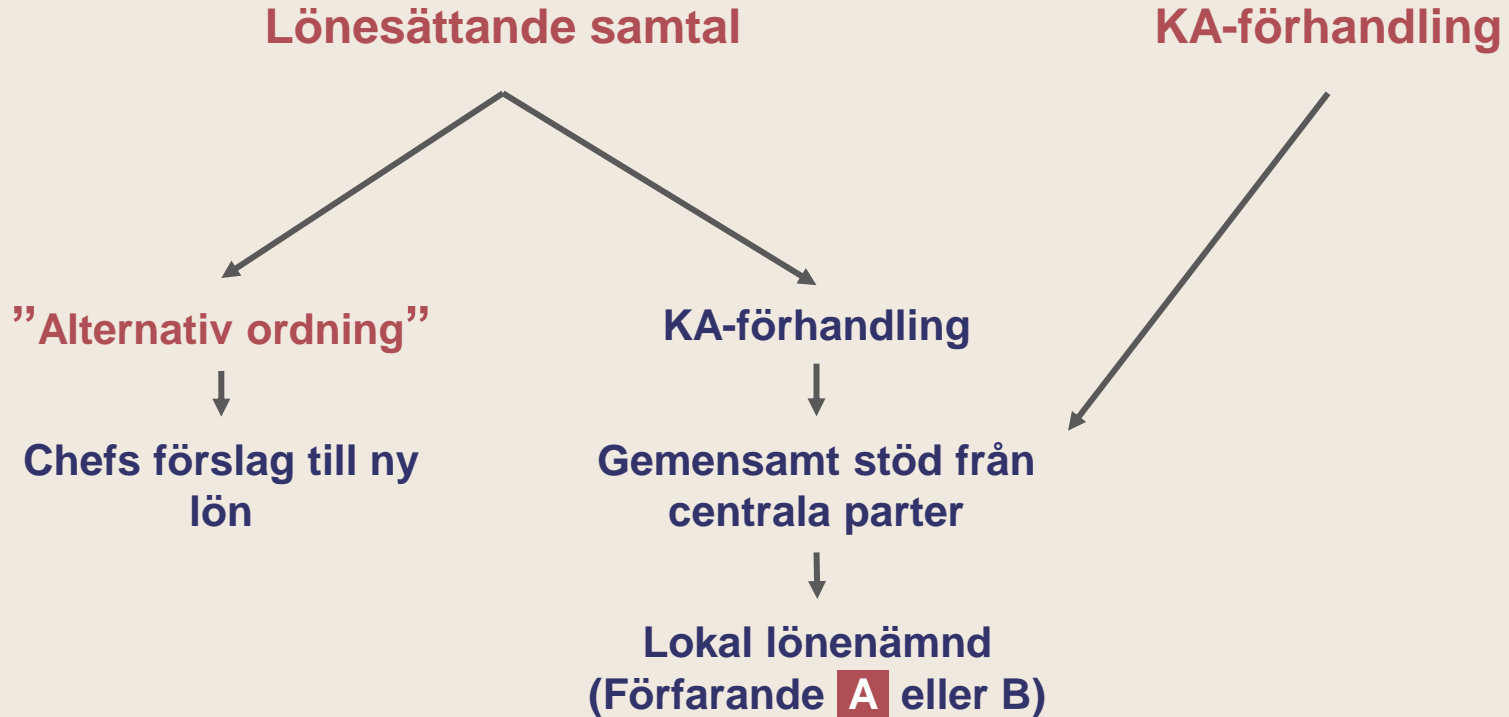 Lönesättande samtal
KA-förhandling
”Alternativ ordning”
KA-förhandling
Chefs förslag till ny
lön
Gemensamt stöd från
centrala parter
Lokal lönenämnd
(Förfarande A eller B)